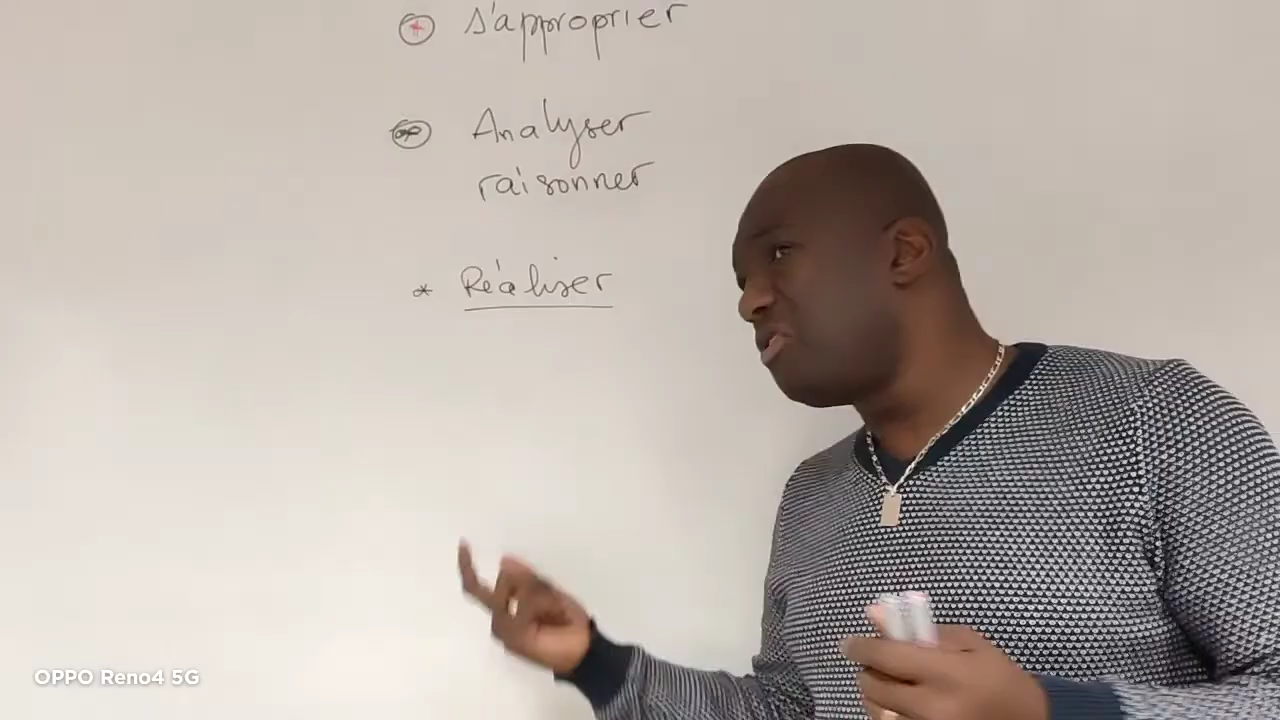 s'approprier
Analyser
raisonner
* Réaliser
OPPO Reno4 5G